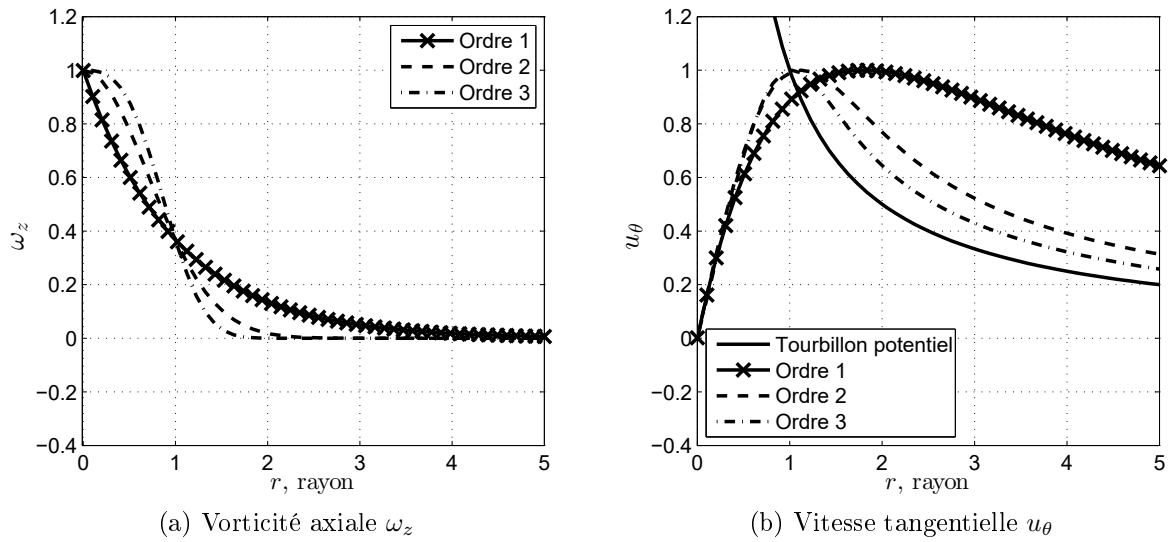 1.2
1
0.8
0.6
0.4
0.2
0
−0.2
−0.4
ω_z
Ordre 1
Ordre 2
Ordre 3
0 1 2 3 4 5
r, rayon
(a) Vorticité axiale ω_z
1.2
1
0.8
0.6
0.4
0.2
0
−0.2
−0.4
u_θ
Tourbillon potentiel
Ordre 1
Ordre 2
Ordre 3
0 1 2 3 4 5
r, rayon
(b) Vitesse tangentielle u_θ